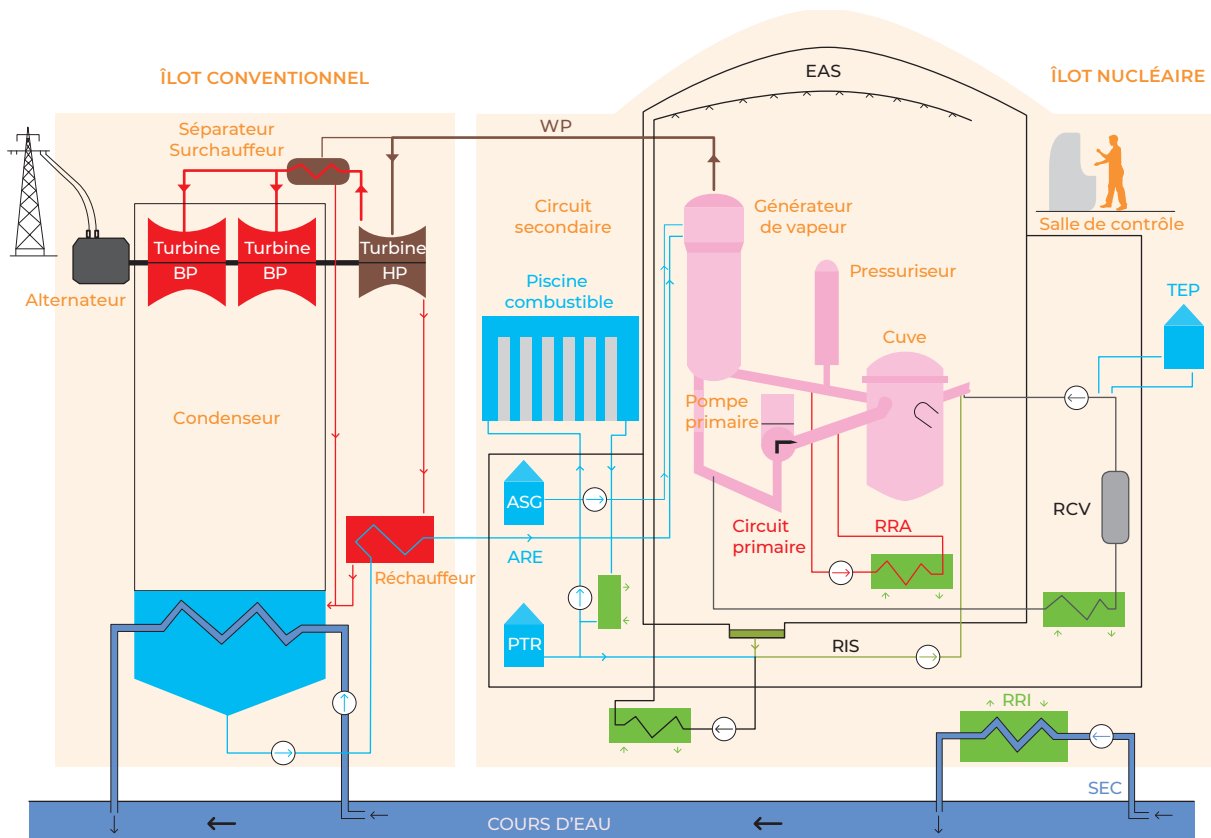 ÎLOT CONVENTIONNEL
ÎLOT NUCLÉAIRE
EAS
Séparateur
Surchauffeur
WP
Circuit
secondaire
Générateur
de vapeur
Salle de contrôle
Turbine
BP
Turbine
BP
Turbine
HP
Alternateur
Piscine
combustible
Pressuriseur
TEP
Cuve
Condenseur
Pompe
primaire
ASG
RCV
Circuit
primaire
RRA
ARE
Réchauffeur
PTR
RIS
RRI
SEC
COURS D'EAU